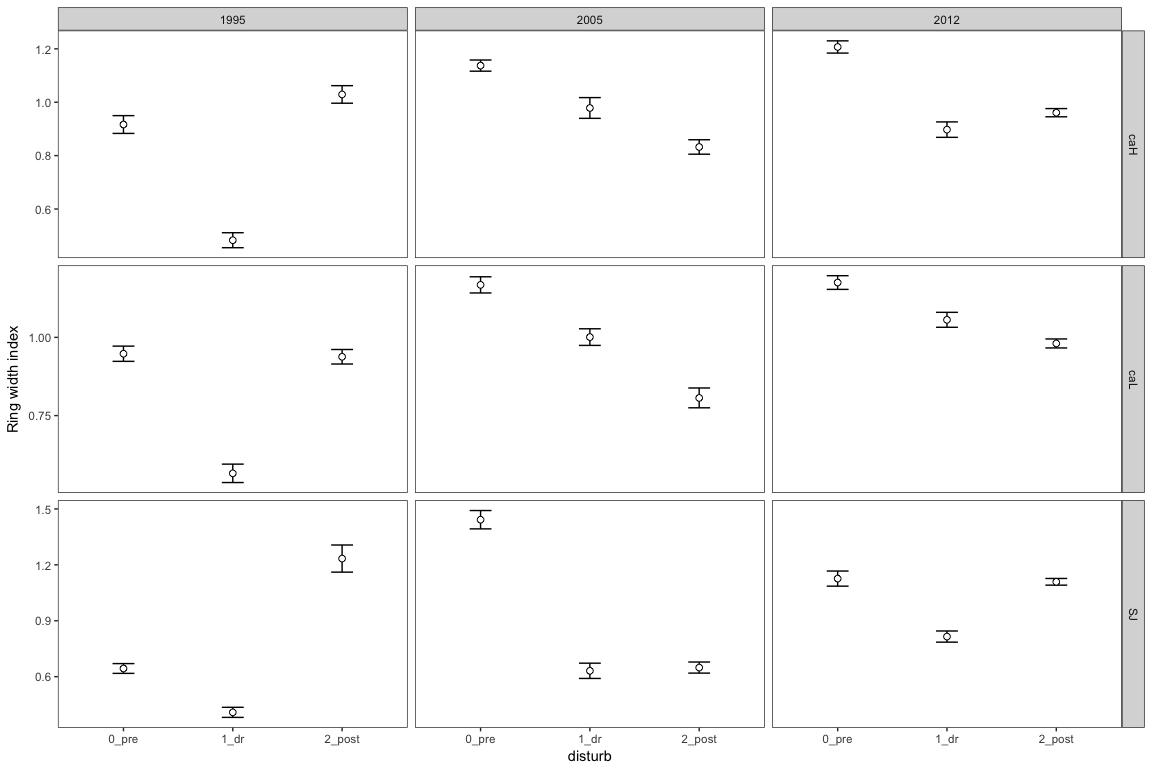 1995 2005 2012
1.2
1.0
0.8
0.6
caH
1.00
0.75
caL
1.5
1.2
0.9
0.6
SJ
Ring width index
0_pre 1_dr 2_post 0_pre 1_dr 2_post 0_pre 1_dr 2_post
disturb